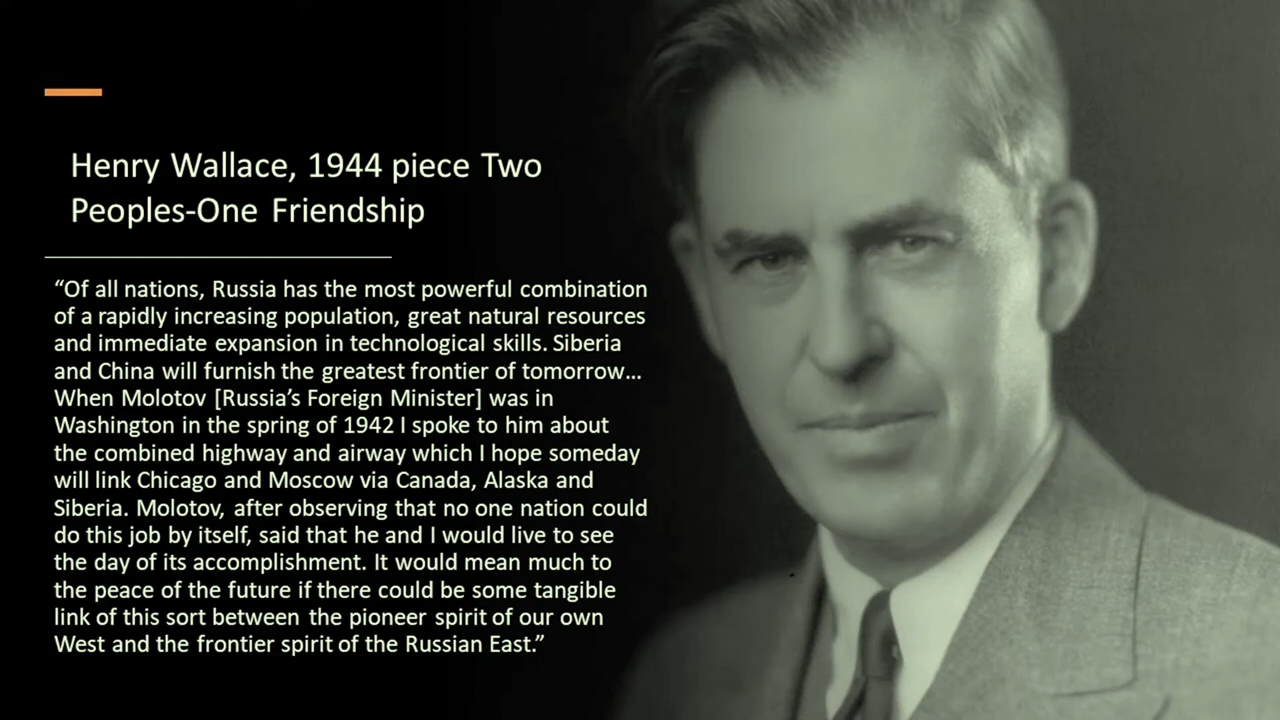 Henry Wallace, 1944 piece Two
Peoples-One Friendship
“Of all nations, Russia has the most powerful combination
of a rapidly increasing population, great natural resources
and immediate expansion in technological skills. Siberia
and China will furnish the greatest frontier of tomorrow…
When Molotov [Russia’s Foreign Minister] was in
Washington in the spring of 1942 I spoke to him about
the combined highway and airway which I hope someday
will link Chicago and Moscow via Canada, Alaska and
Siberia. Molotov, after observing that no one nation could
do this job by itself, said that he and I would live to see
the day of its accomplishment. It would mean much to
the peace of the future if there could be some tangible
link of this sort between the pioneer spirit of our own
West and the frontier spirit of the Russian East.”